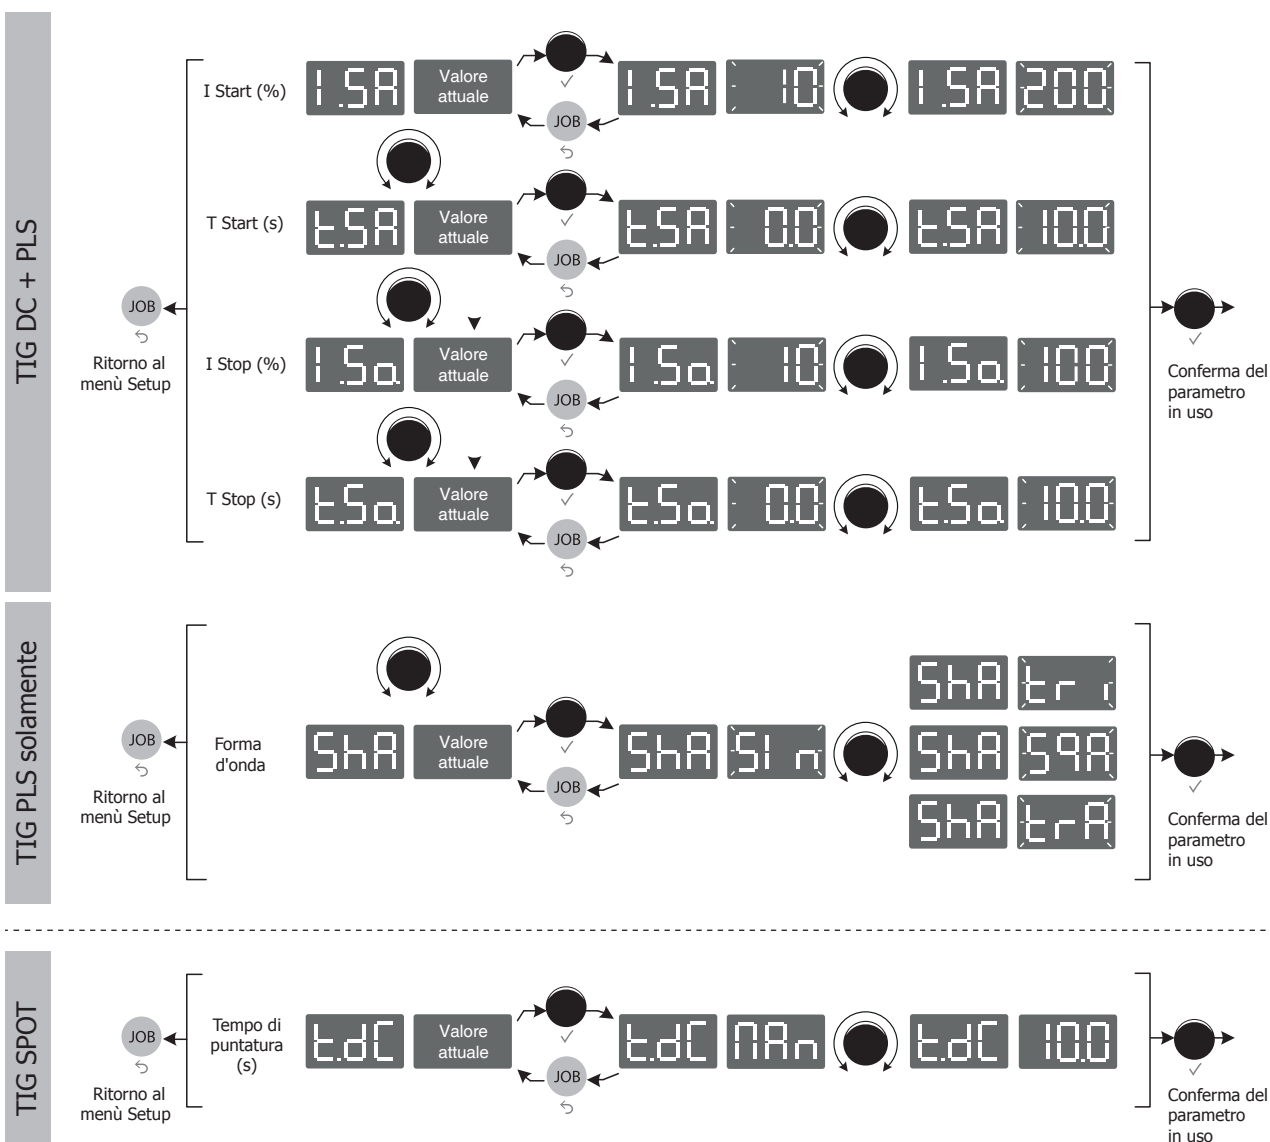 TIG DC + PLS
I Start (%)
I.SA
Valore
attuale
JOB
I.SA
10
I.SA
200
T Start (s)
t.SA
Valore
attuale
JOB
t.SA
0.0
t.SA
10.0
JOB
Ritorno al
menù Setup
I Stop (%)
I.So.
Valore
attuale
JOB
I.So
10
I.So.
100
T Stop (s)
t.So.
Valore
attuale
JOB
t.So
0.0
t.So
10.0
Conferma del
parametro
in uso
TIG PLS solamente
JOB
Ritorno al
menù Setup
Forma
d'onda
ShA
Valore
attuale
JOB
ShA
SIn
ShA
tri
ShA
SqA
ShA
trA
Conferma del
parametro
in uso
TIG SPOT
JOB
Ritorno al
menù Setup
Tempo di
puntatura
(s)
t.dC
Valore
attuale
JOB
t.dC
MAn
t.dC
10.0
Conferma del
parametro
in uso